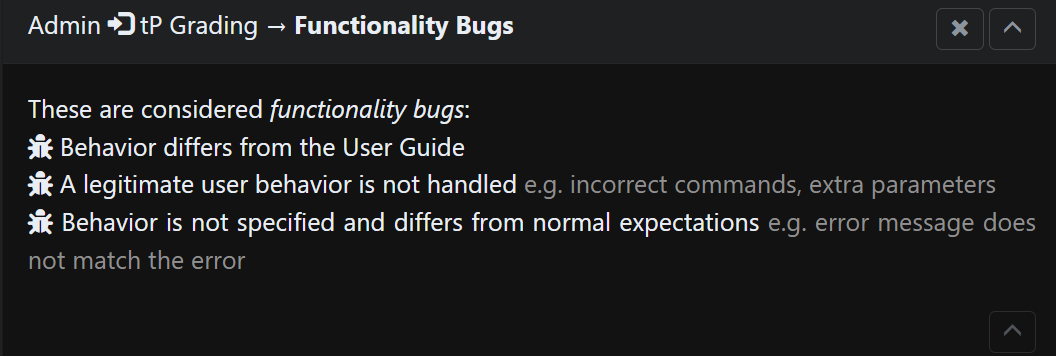 Admin tP Grading → Functionality Bugs
These are considered functionality bugs:
Behavior differs from the User Guide
A legitimate user behavior is not handled e.g. incorrect commands, extra parameters
Behavior is not specified and differs from normal expectations e.g. error message does
not match the error